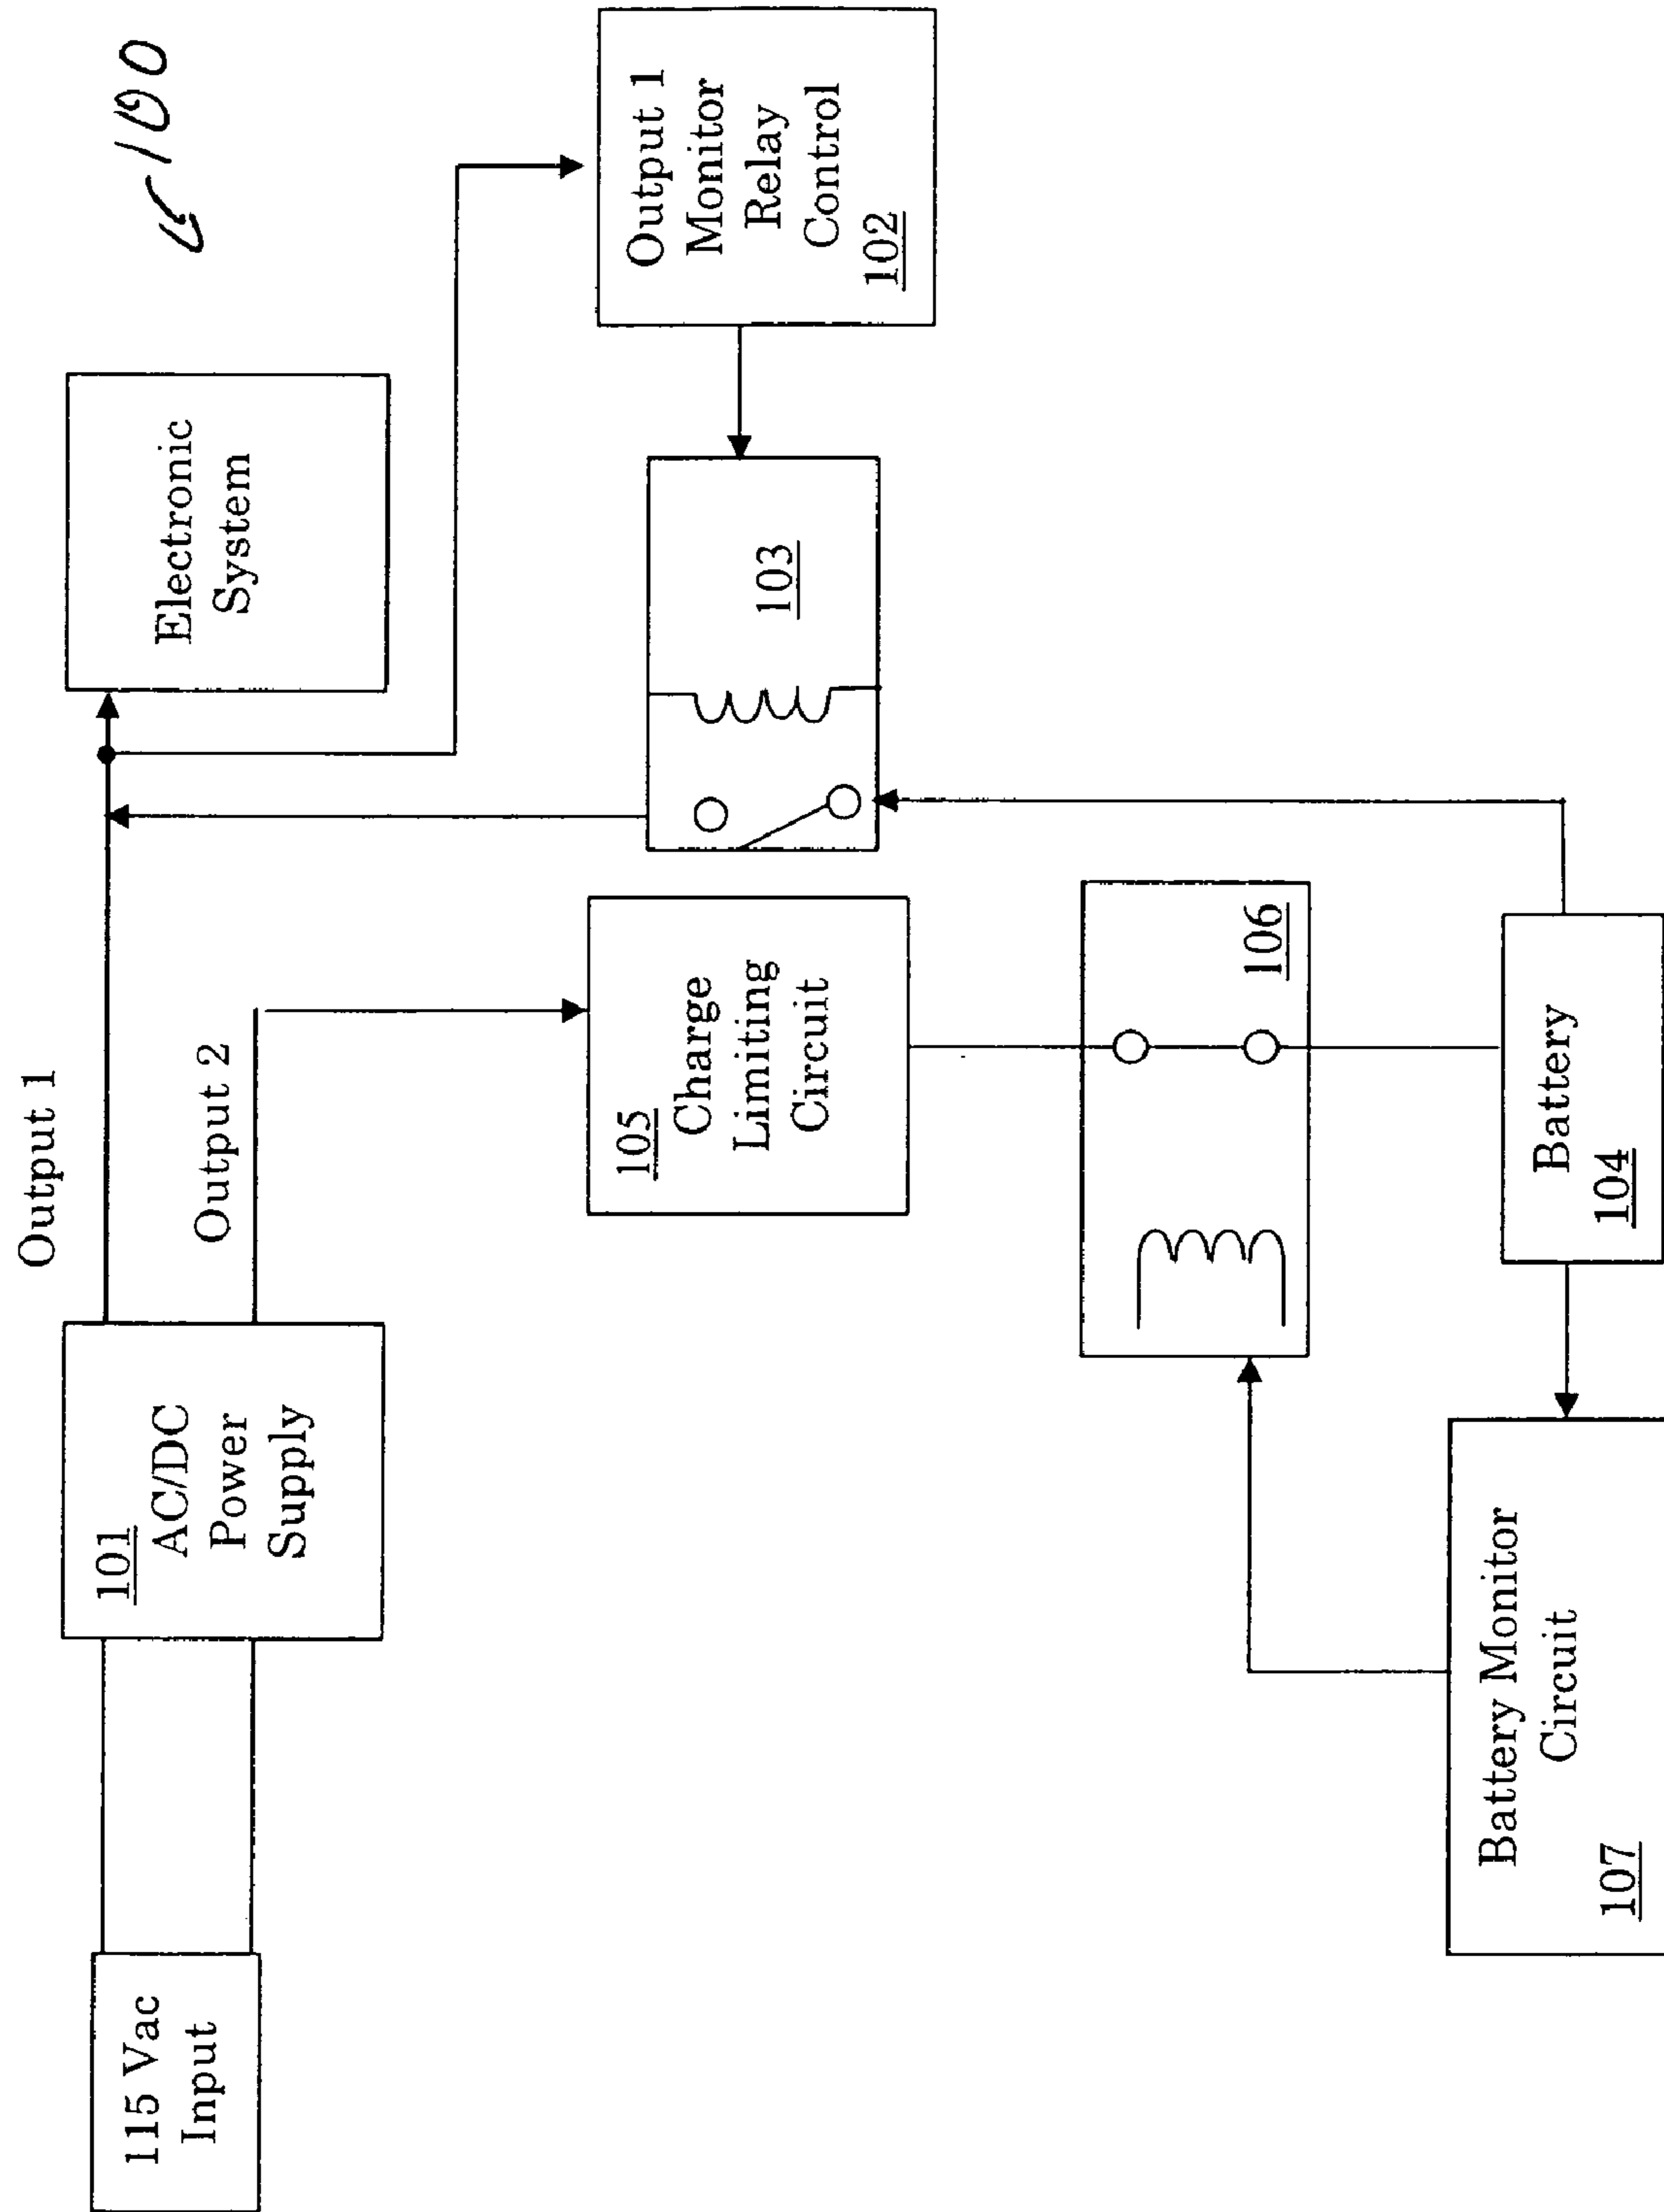 100
Output 1
115 Vac
Input
101
AC/DC
Power
Supply
Output 2
Electronic
System
105
Charge
Limiting
Circuit
103
Output 1
Monitor
Relay
Control
102
106
Battery Monitor
Circuit
107
Battery
104